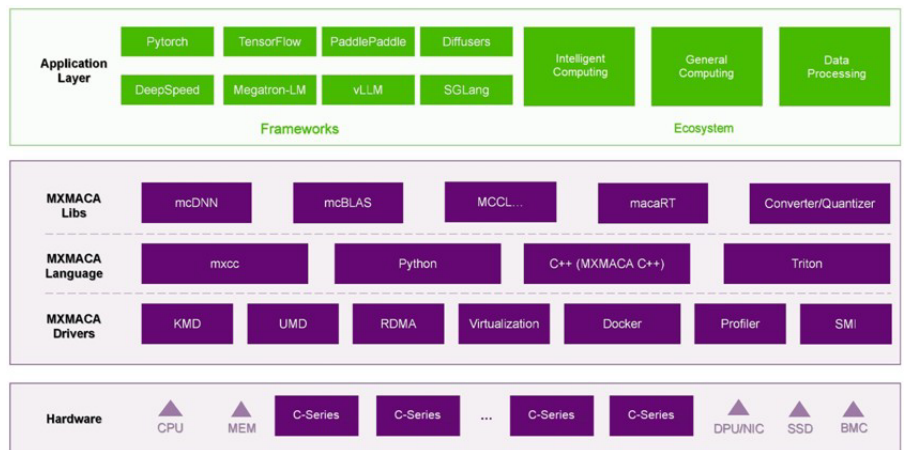 Application
Layer
Pytorch
TensorFlow
PaddlePaddle
Diffusers
DeepSpeed
Megatron-LM
vLLM
SGLang
Frameworks
Intelligent
Computing
General
Computing
Data
Processing
Ecosystem
MXMACA
Libs
mcDNN
mcBLAS
MCCL...
macaRT
Converter/Quantizer
MXMACA
Language
mxcc
Python
C++ (MXMACA C++)
Triton
MXMACA
Drivers
KMD
UMD
RDMA
Virtualization
Docker
Profiler
SMI
Hardware
CPU
MEM
C-Series
C-Series
...
C-Series
C-Series
DPU/NIC
SSD
BMC